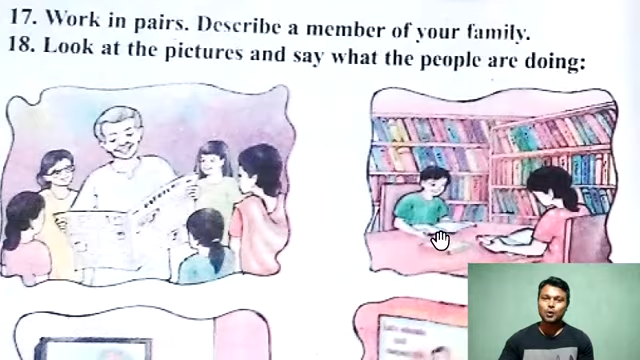 17. Work in pairs. Describe a member of your family.
18. Look at the pictures and say what the people are doing: